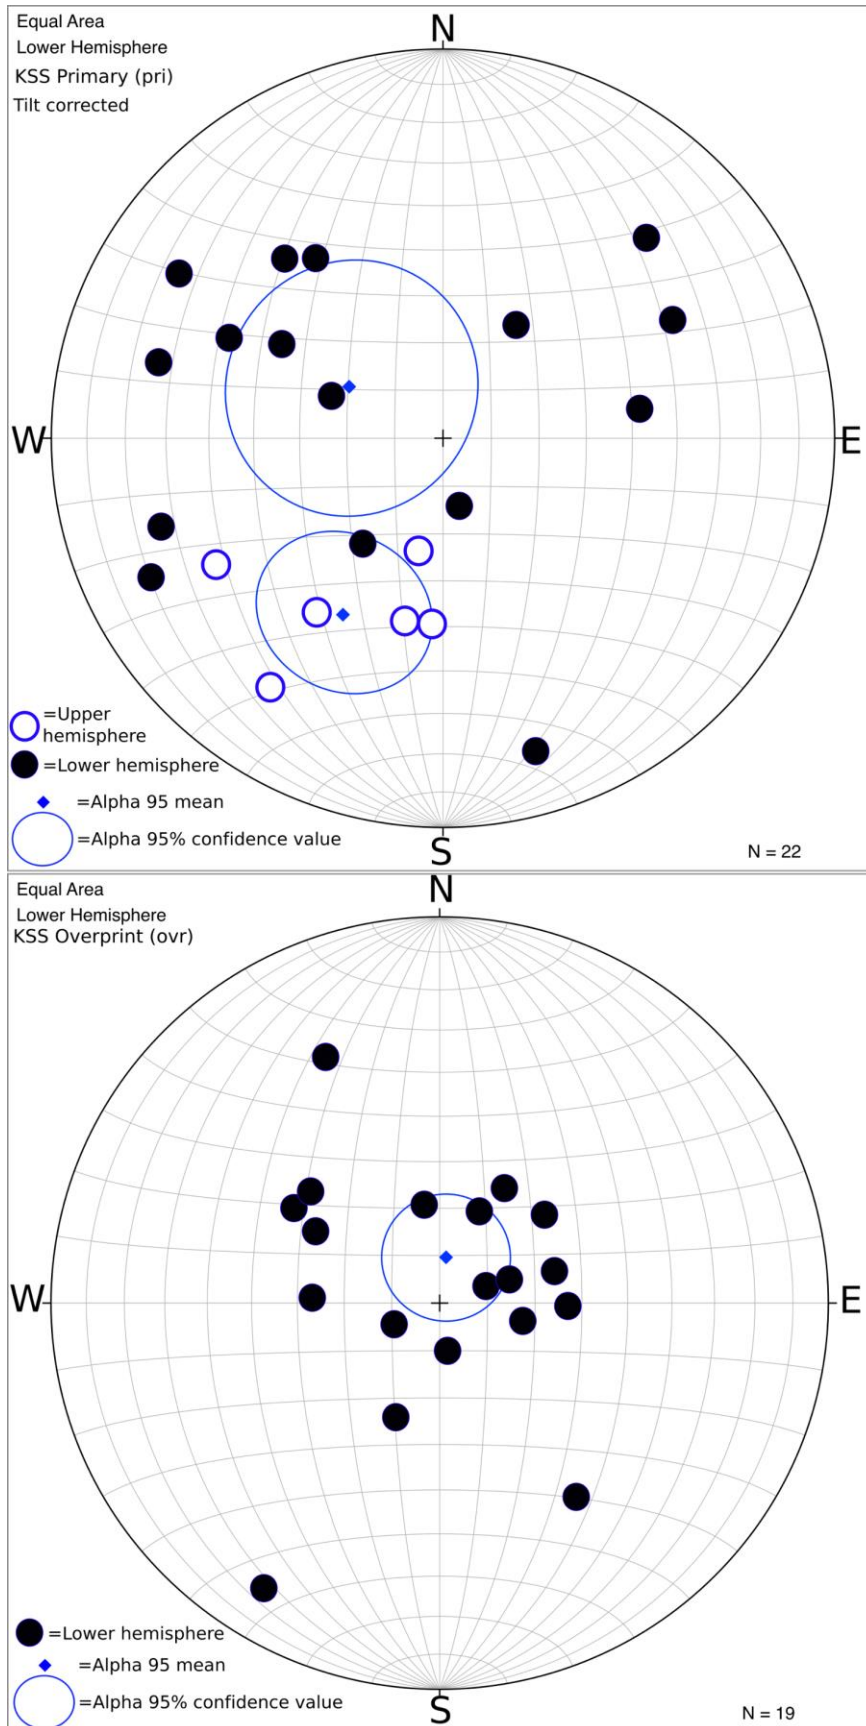 Equal Area
Lower Hemisphere
KSS Primary (pri)
Tilt corrected
N
W
E
=Upper
hemisphere
=Lower hemisphere
=Alpha 95 mean
=Alpha 95% confidence value
S
N = 22
Equal Area
Lower Hemisphere
KSS Overprint (ovr)
N
W
E
=Lower hemisphere
=Alpha 95 mean
=Alpha 95% confidence value
S
N = 19